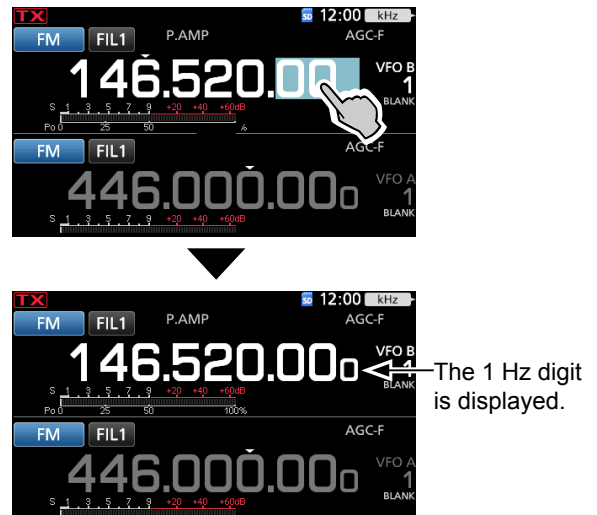 TX SD 12:00 kHz
FM FIL1 P.AMP AGC-F
146.520.00 VFO B
1
BLANK
S 1 3 5 7 9 +20 +40 +60dB
Po 0 25 50 %
FM FIL1 AGC-F
446.000.000 VFO A
1
BLANK
S 1 3 5 7 9 +20 +40 +60dB
TX SD 12:00 kHz
FM FIL1 P.AMP AGC-F
146.520.000 VFO B
The 1 Hz digit
is displayed.
BLANK
S 1 3 5 7 9 +20 +40 +60dB
Po 0 25 50 100%
FM FIL1 AGC-F
446.000.000 VFO A
1
BLANK
S 1 3 5 7 9 +20 +40 +60dB